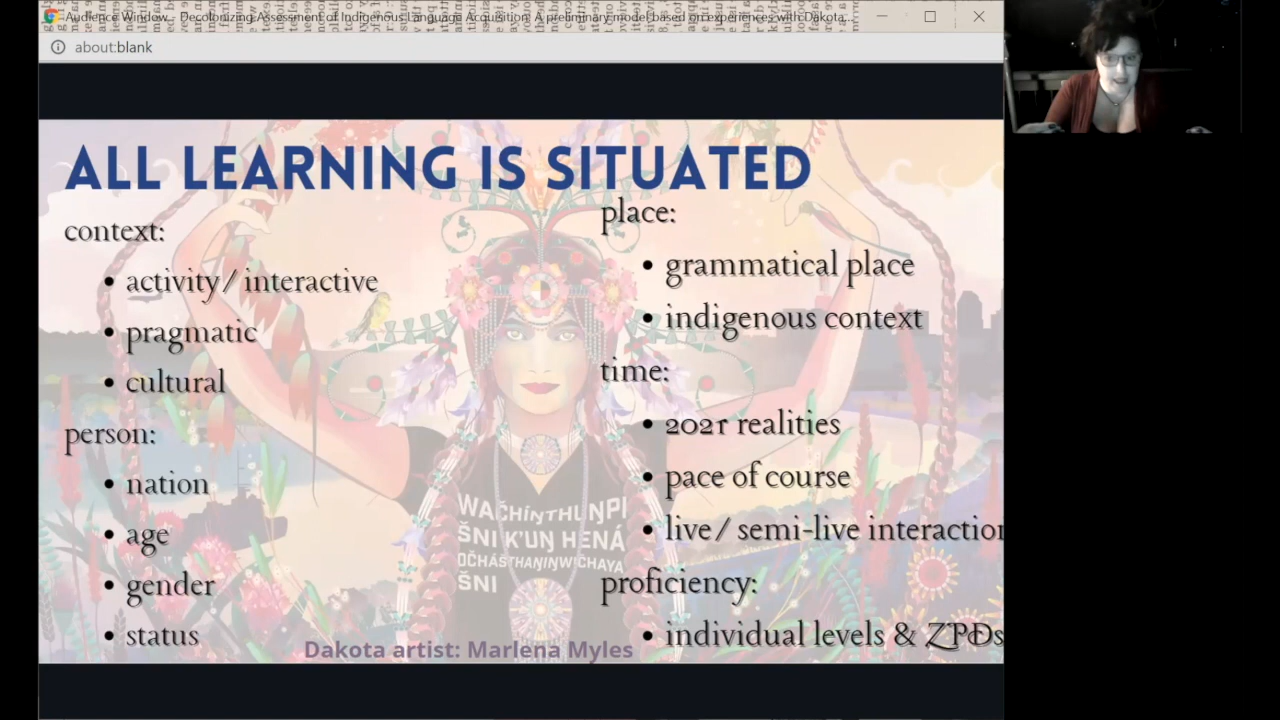 Audience Window - Decolonizing Assessment of Indigenous Language Acquisition: A preliminary model based on experiences with Dakota...
about:blank
ALL LEARNING IS SITUATED
context:
• activity/ interactive
• pragmatic
• cultural
person:
• nation
• age
• gender
• status
place:
• grammatical place
• indigenous context
time:
• 2021 realities
• pace of course
• live/ semi-live interaction
proficiency:
• individual levels & ZPDs
WAČHÍŊTHUŊPI
ŠNI K'UŊ HENÁ
OČHÁSTHAŊIŊWIČHAYA
ŠNI
Dakota artist: Marlena Myles